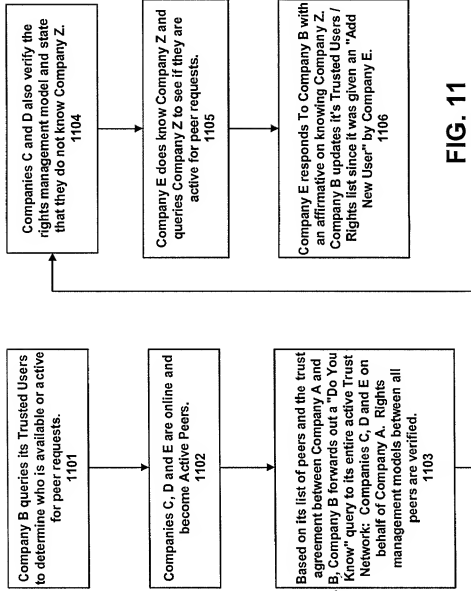 Company B queries its Trusted Users
to determine who is available or active
for peer requests.
1101
Companies C, D and E are online and
become Active Peers.
1102
Based on its list of peers and the trust
agreement between Company A and
B, Company B forwards out a "Do You
Know" query to its entire active Trust
Network: Companies C, D and E on
behalf of Company A. Rights
management models between all
peers are verified.
1103
Companies C and D also verify the
rights management model and state
that they do not know Company Z.
1104
Company E does know Company Z and
queries Company Z to see if they are
active for peer requests.
1105
Company E responds To Company B with
an affirmative on knowing Company Z.
Company B updates it's Trusted Users /
Rights list since it was given an "Add
New User" by Company E.
1106
FIG. 11